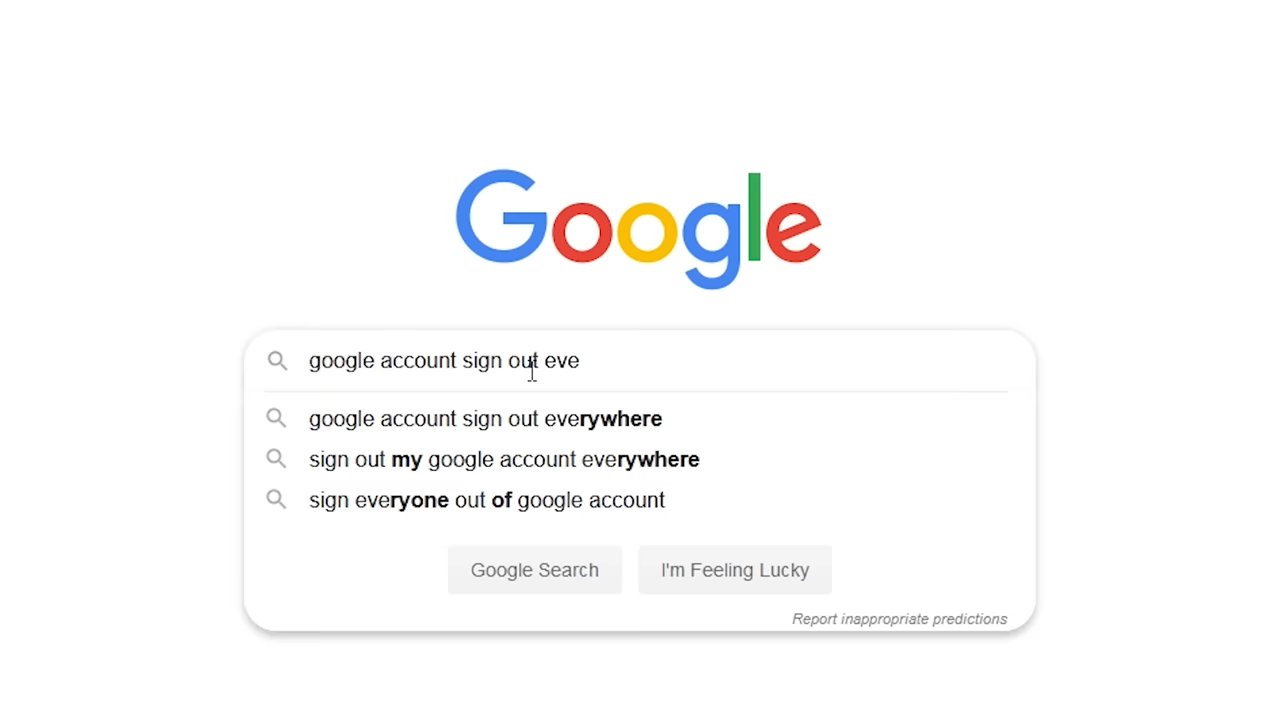 Google
google account sign out eve
google account sign out everywhere
sign out my google account everywhere
sign everyone out of google account
Google Search
I'm Feeling Lucky
Report inappropriate predictions